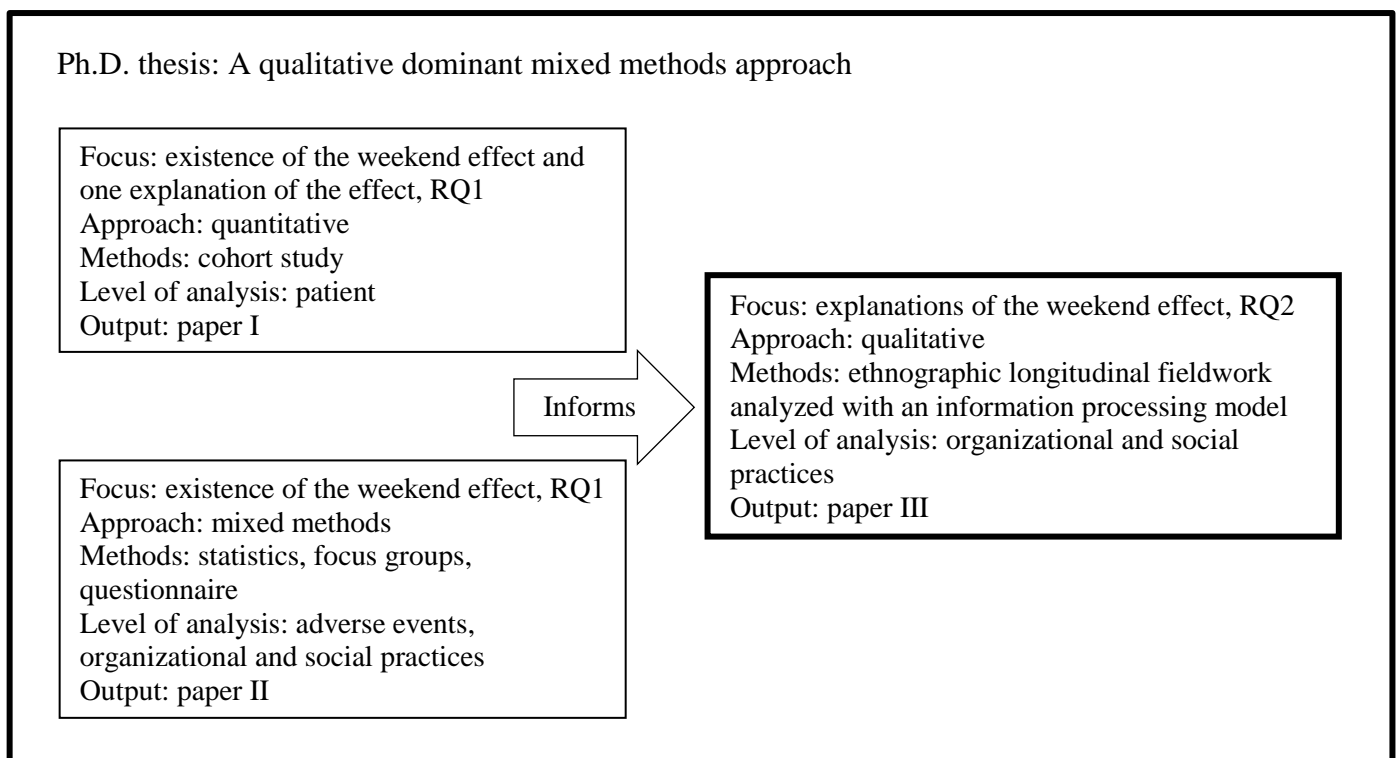 Ph.D. thesis: A qualitative dominant mixed methods approach
Focus: existence of the weekend effect and
one explanation of the effect, RQ1
Approach: quantitative
Methods: cohort study
Level of analysis: patient
Output: paper I
Informs
Focus: existence of the weekend effect, RQ1
Approach: mixed methods
Methods: statistics, focus groups,
questionnaire
Level of analysis: adverse events,
organizational and social practices
Output: paper II
Focus: explanations of the weekend effect, RQ2
Approach: qualitative
Methods: ethnographic longitudinal fieldwork
analyzed with an information processing model
Level of analysis: organizational and social
practices
Output: paper III